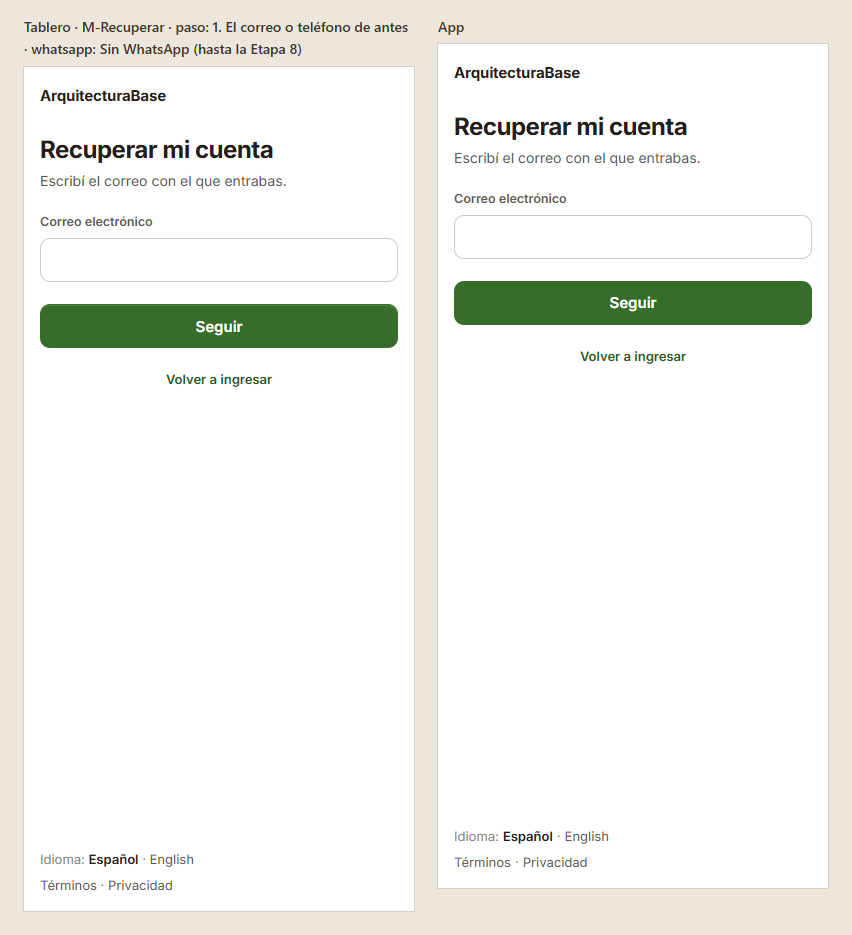 Tablero · M-Recuperar · paso: 1. El correo o teléfono de antes
· whatsapp: Sin WhatsApp (hasta la Etapa 8)
ArquitecturaBase
Recuperar mi cuenta
Escribí el correo con el que entrabas.
Correo electrónico
Seguir
Volver a ingresar
Idioma: Español · English
Términos · Privacidad
App
ArquitecturaBase
Recuperar mi cuenta
Escribí el correo con el que entrabas.
Correo electrónico
Seguir
Volver a ingresar
Idioma: Español · English
Términos · Privacidad